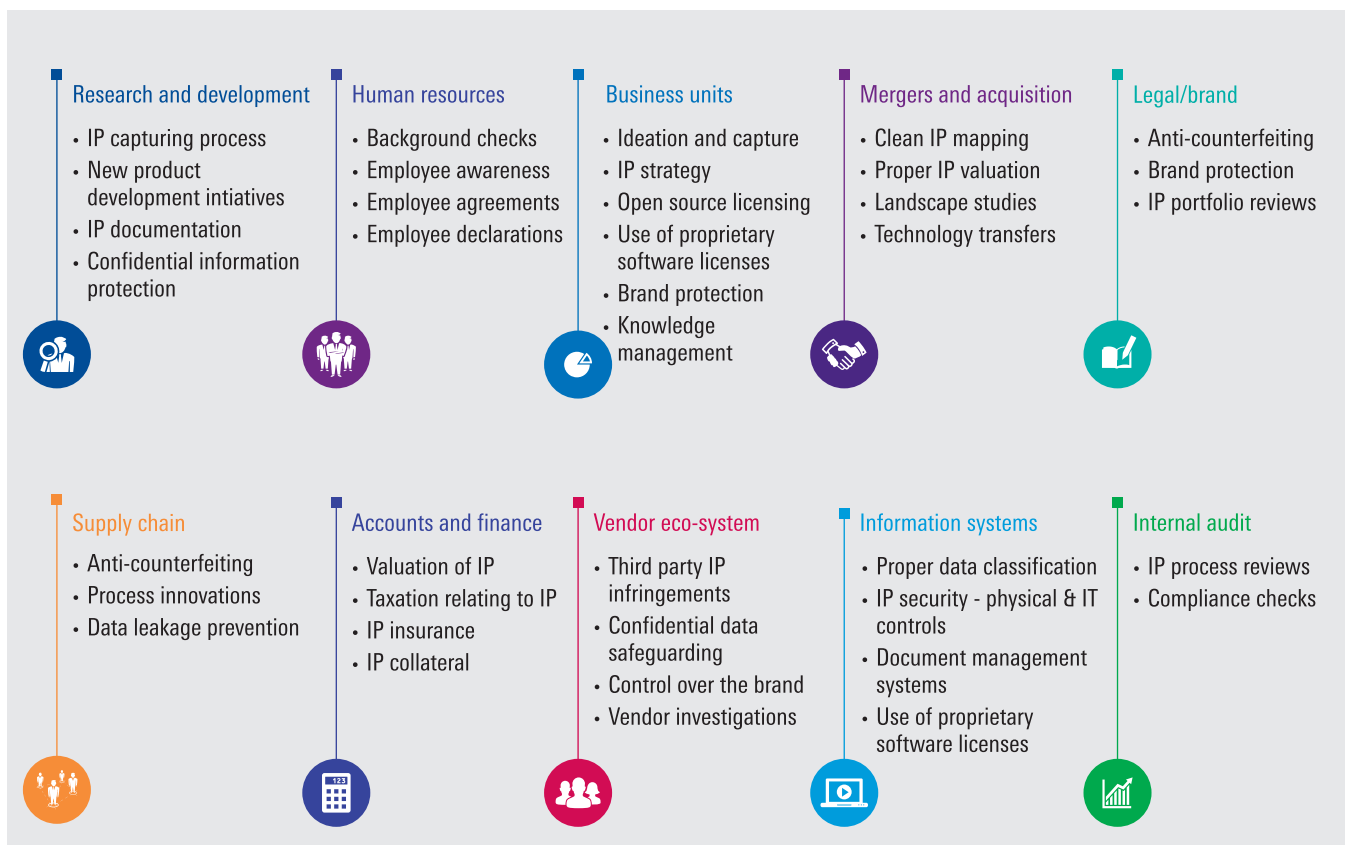 Research and development
• IP capturing process
• New product
development intiatives
• IP documentation
• Confidential information
protection
Human resources
• Background checks
• Employee awareness
• Employee agreements
• Employee declarations
Business units
• Ideation and capture
• IP strategy
• Open source licensing
• Use of proprietary
software licenses
• Brand protection
• Knowledge
management
Mergers and acquisition
• Clean IP mapping
• Proper IP valuation
• Landscape studies
• Technology transfers
Legal/brand
• Anti-counterfeiting
• Brand protection
• IP portfolio reviews
Supply chain
• Anti-counterfeiting
• Process innovations
• Data leakage prevention
Accounts and finance
• Valuation of IP
• Taxation relating to IP
• IP insurance
• IP collateral
123
Vendor eco-system
• Third party IP
infringements
• Confidential data
safeguarding
• Control over the brand
• Vendor investigations
Information systems
• Proper data classification
• IP security - physical & IT
controls
• Document management
systems
• Use of proprietary
software licenses
Internal audit
• IP process reviews
• Compliance checks